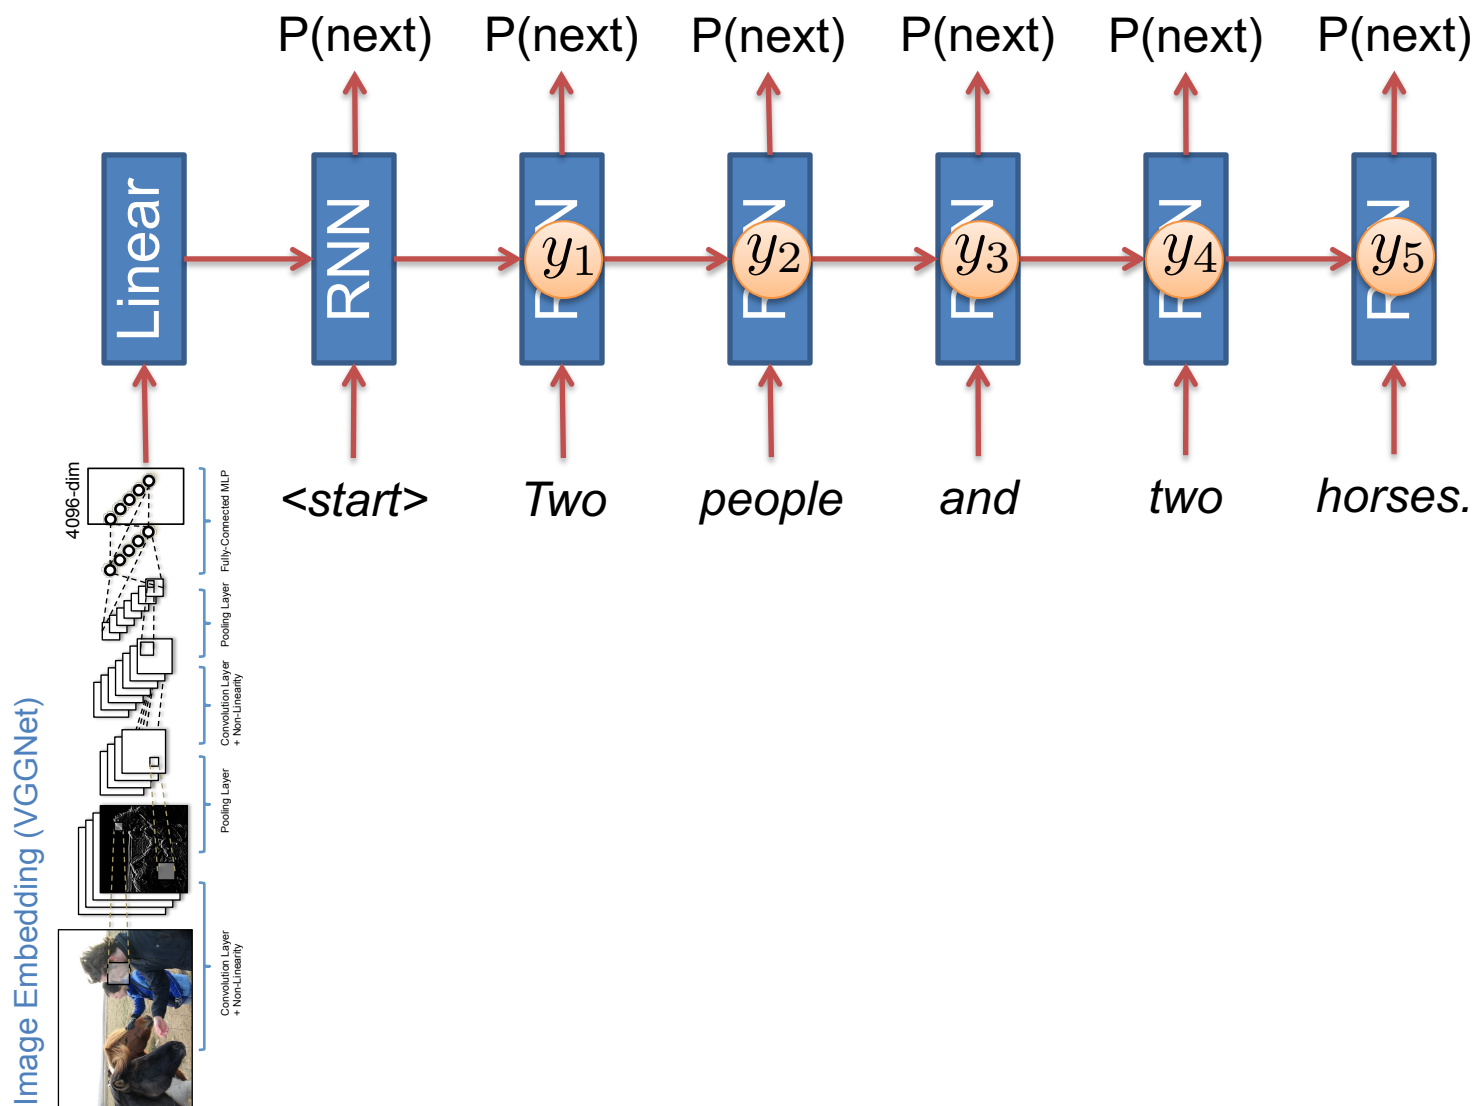 P(next) P(next) P(next) P(next) P(next) P(next)
Linear
RNN
y1
y2
y3
y4
y5
<start> Two people and two horses.
4096-dim
Fully-Connected MLP
Pooling Layer
Convolution Layer
+ Non-Linearity
Pooling Layer
Convolution Layer
+ Non-Linearity
Image Embedding (VGGNet)